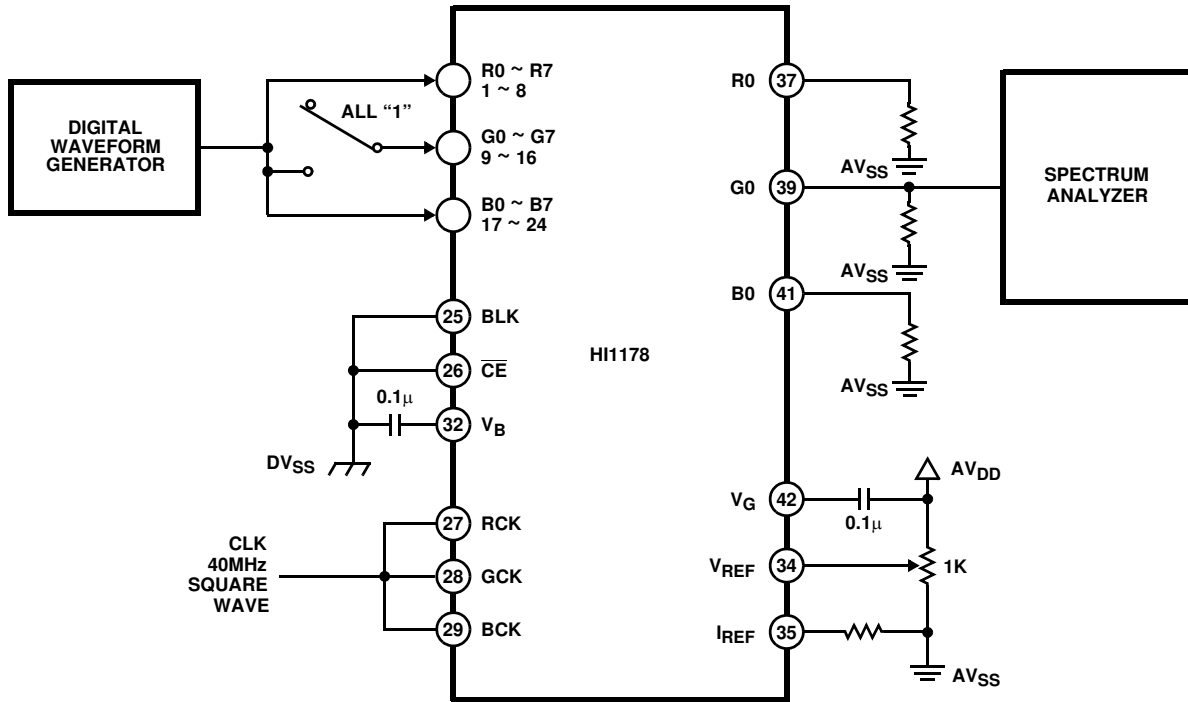 DIGITAL
WAVEFORM
GENERATOR
ALL “1”
R0 ~ R7
1 ~ 8
G0 ~ G7
9 ~ 16
B0 ~ B7
17 ~ 24
25 BLK
26 CE
0.1μ
32 VB
DVSS
CLK
40MHz
SQUARE
WAVE
27 RCK
28 GCK
29 BCK
HI1178
R0 37
AVSS
G0 39
AVSS
B0 41
AVSS
SPECTRUM
ANALYZER
AVDD
VG 42
0.1μ
VREF 34
1K
IREF 35
AVSS